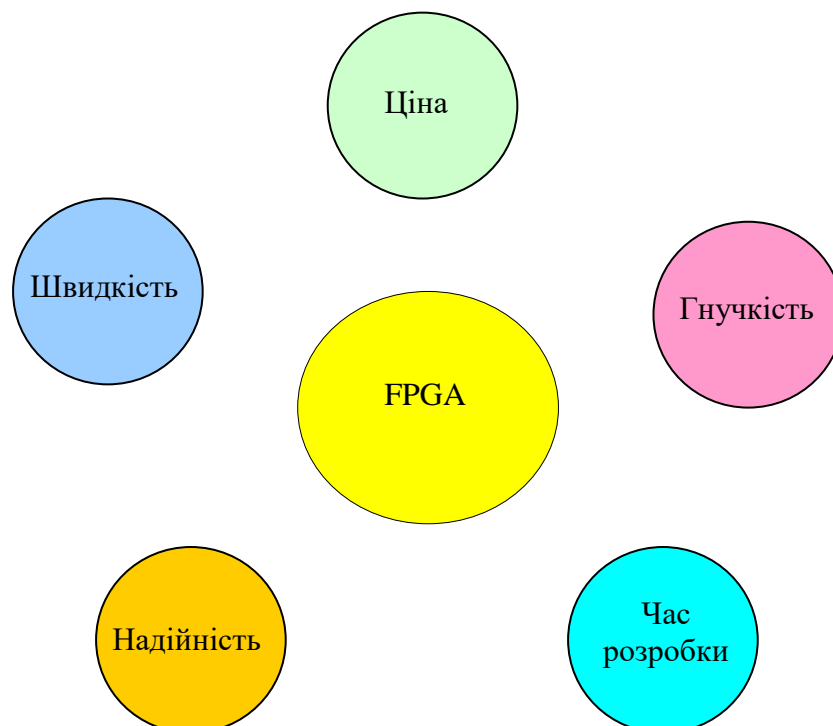 Ціна
Швидкість
Гнучкість
FPGA
Надійність
Час
розробки